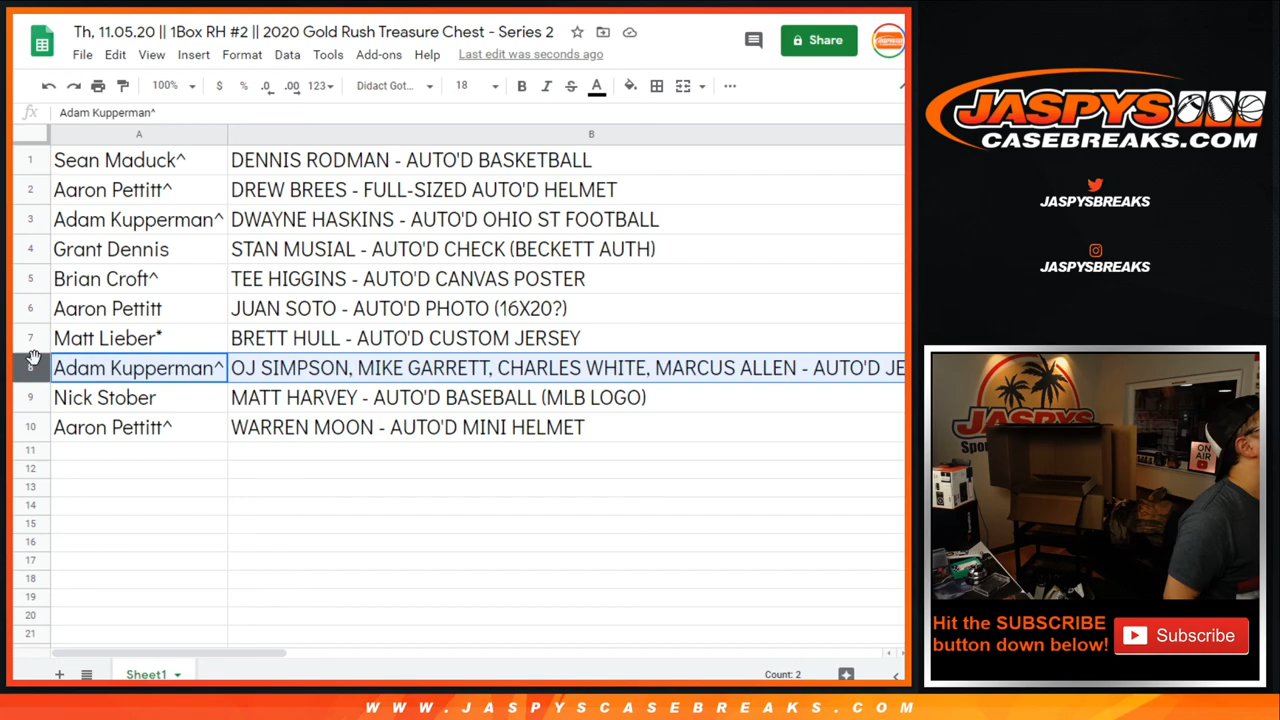 Th, 11.05.20 || 1Box RH #2 || 2020 Gold Rush Treasure Chest - Series 2
Share
File Edit View Insert Format Data Tools Add-ons Help Last edit was seconds ago
100% $ % .0 .00 123 Didact Got... 18 B I S A
fx Adam Kupperman^
A B
1 Sean Maduck^ DENNIS RODMAN - AUTO'D BASKETBALL
2 Aaron Pettitt^ DREW BREES - FULL-SIZED AUTO'D HELMET
3 Adam Kupperman^ DWAYNE HASKINS - AUTO'D OHIO ST FOOTBALL
4 Grant Dennis STAN MUSIAL - AUTO'D CHECK (BECKETT AUTH)
5 Brian Croft^ TEE HIGGINS - AUTO'D CANVAS POSTER
6 Aaron Pettitt JUAN SOTO - AUTO'D PHOTO (16X20?)
7 Matt Lieber* BRETT HULL - AUTO'D CUSTOM JERSEY
8 Adam Kupperman^ OJ SIMPSON, MIKE GARRETT, CHARLES WHITE, MARCUS ALLEN - AUTO'D JE
9 Nick Stober MATT HARVEY - AUTO'D BASEBALL (MLB LOGO)
10 Aaron Pettitt^ WARREN MOON - AUTO'D MINI HELMET
11
12
13
14
15
16
17
18
19
20
21
Sheet1 Count: 2
JASPYS
CASEBREAKS.COM
JASPYSBREAKS
JASPYSBREAKS
JASPYS
ON
AIR
Hit the SUBSCRIBE
button down below!
Subscribe
WWW.JASPYSCASEBREAKS.COM